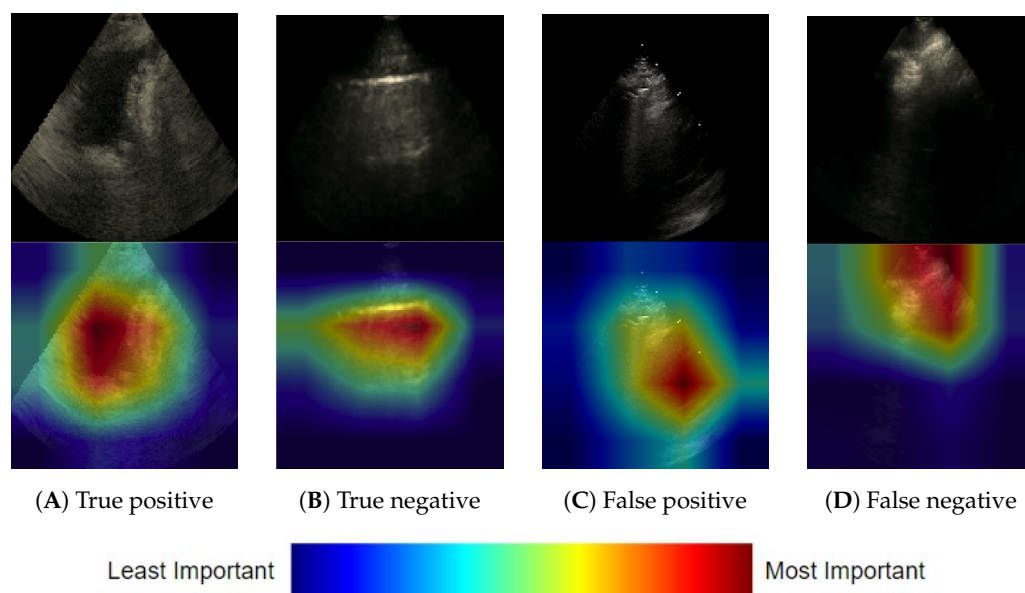 (A) True positive
(B) True negative
(C) False positive
(D) False negative
Least Important
Most Important